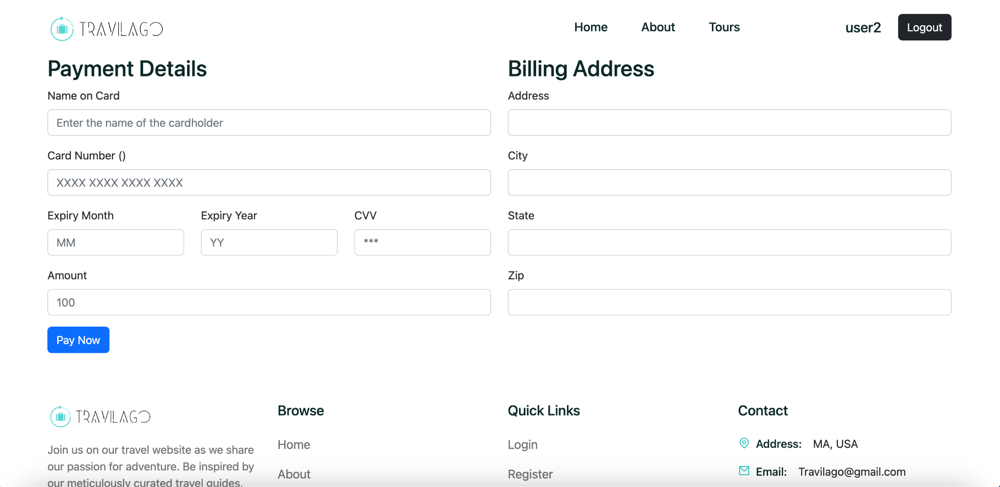 TRAVILAGO
Home About Tours user2 Logout
Payment Details
Name on Card
Enter the name of the cardholder
Card Number ()
XXXX XXXX XXXX XXXX
Expiry Month Expiry Year CVV
MM YY ***
Amount
100
Pay Now
Billing Address
Address
City
State
Zip
TRAVILAGO
Join us on our travel website as we share
our passion for adventure. Be inspired by
our meticulously curated travel guides.
Browse
Home
About
Quick Links
Login
Register
Contact
Address: MA, USA
Email: Travilago@gmail.com